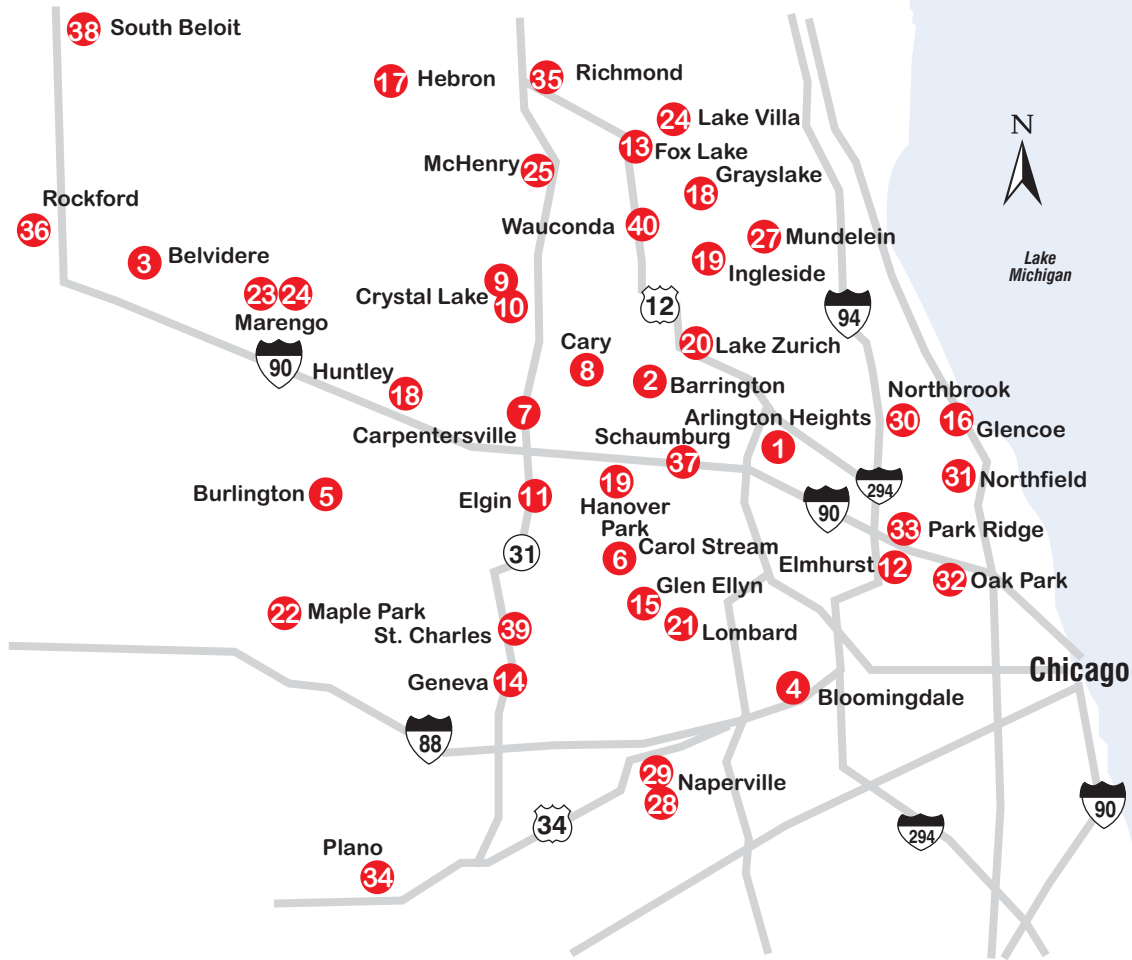 38 South Beloit
17 Hebron
35 Richmond
24 Lake Villa
13 Fox Lake
N
McHenry 25
Grayslake
18
Rockford
36
Wauconda 40
27 Mundelein
3 Belvidere
19 Ingleside
Lake
Michigan
9
Crystal Lake 10
23 24
Marengo
12
94
20 Lake Zurich
90
Cary
8
2 Barrington
Huntley
18
Northbrook
30
16 Glencoe
7
Carpentersville
Arlington Heights
1
Schaumburg
37
31 Northfield
294
19
Hanover
Park
Burlington 5
Elgin 11
90
33 Park Ridge
31
6 Carol Stream
Elmhurst 12
32 Oak Park
Glen Ellyn
15
22 Maple Park
21 Lombard
St. Charles 39
Geneva 14
Chicago
4 Bloomingdale
88
29 Naperville
28
90
34
294
Plano
34